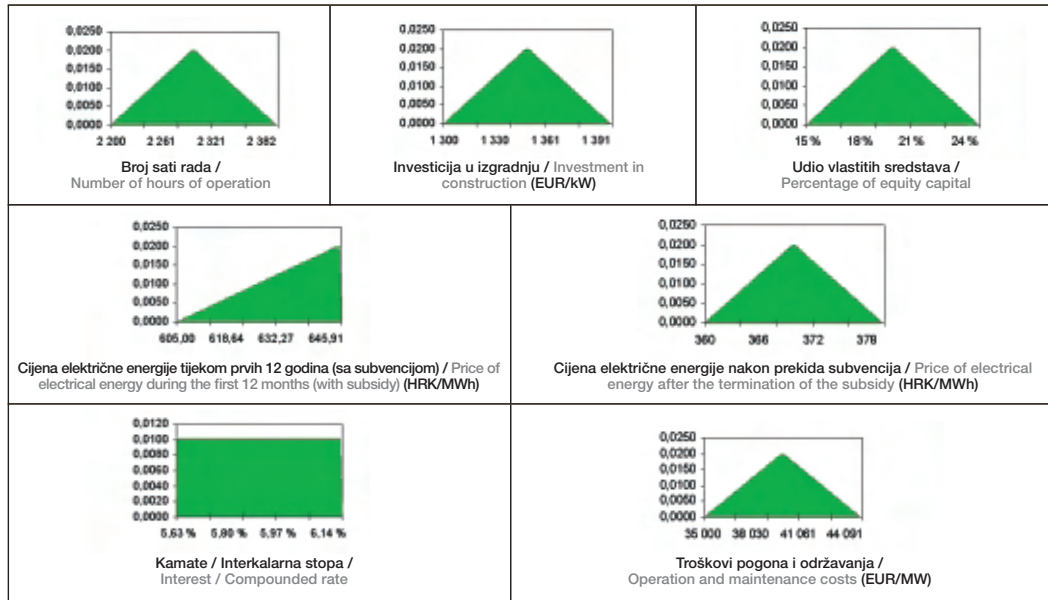 0,0250
0,0200
0,0150
0,0100
0,0050
0,0000
2 200 2 261 2 321 2 382
Broj sati rada /
Number of hours of operation
0,0250
0,0200
0,0150
0,0100
0,0050
0,0000
1 300 1 330 1 361 1 391
Investicija u izgradnju / Investment in
construction (EUR/kW)
0,0250
0,0200
0,0150
0,0100
0,0050
0,0000
15 % 18 % 21 % 24 %
Udio vlastitih sredstava /
Percentage of equity capital
0,0250
0,0200
0,0150
0,0100
0,0050
0,0000
605,00 618,64 632,27 645,91
Cijena električne energije tijekom prvih 12 godina (sa subvencijom) / Price of
electrical energy during the first 12 months (with subsidy) (HRK/MWh)
0,0250
0,0200
0,0150
0,0100
0,0050
0,0000
360 366 372 378
Cijena električne energije nakon prekida subvencija / Price of electrical
energy after the termination of the subsidy (HRK/MWh)
0,0120
0,0100
0,0080
0,0060
0,0040
0,0020
0,0000
5,63 % 5,80 % 5,97 % 6,14 %
Kamate / Interkalarna stopa /
Interest / Compounded rate
0,0250
0,0200
0,0150
0,0100
0,0050
0,0000
35 000 38 030 41 061 44 091
Troškovi pogona i održavanja /
Operation and maintenance costs (EUR/MW)